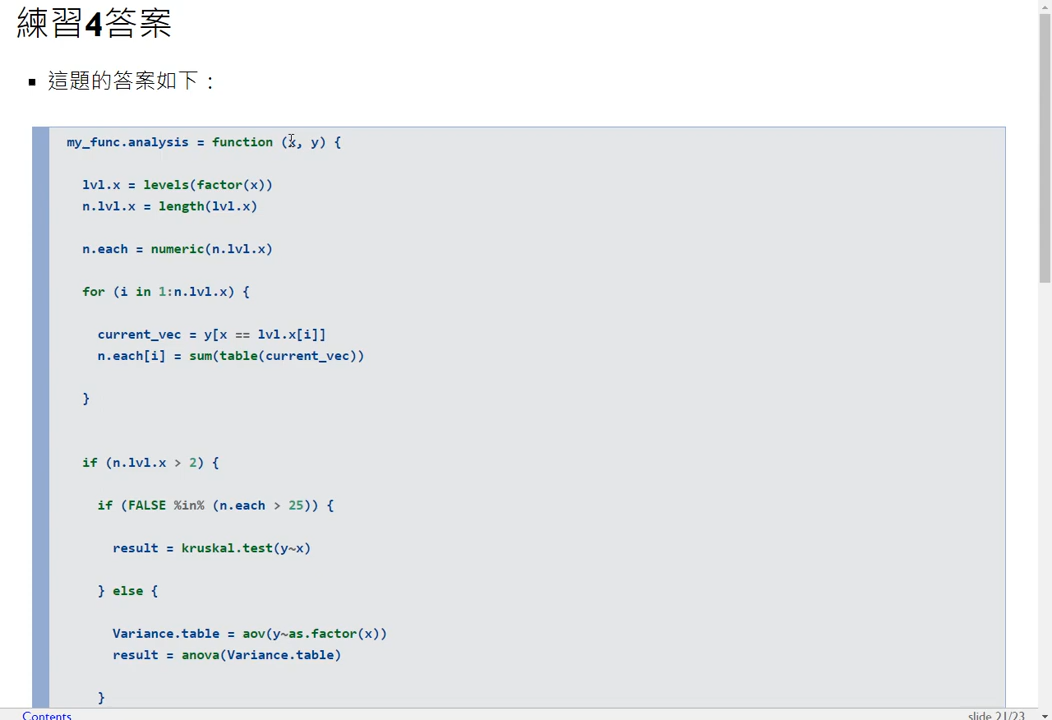 練習4答案
▪ 這題的答案如下：
my_func.analysis = function (x, y) {
lvl.x = levels(factor(x))
n.lvl.x = length(lvl.x)
n.each = numeric(n.lvl.x)
for (i in 1:n.lvl.x) {
current_vec = y[x == lvl.x[i]]
n.each[i] = sum(table(current_vec))
}
if (n.lvl.x > 2) {
if (FALSE %in% (n.each > 25)) {
result = kruskal.test(y~x)
} else {
Variance.table = aov(y~as.factor(x))
result = anova(Variance.table)
}
Contents
slide 21/23